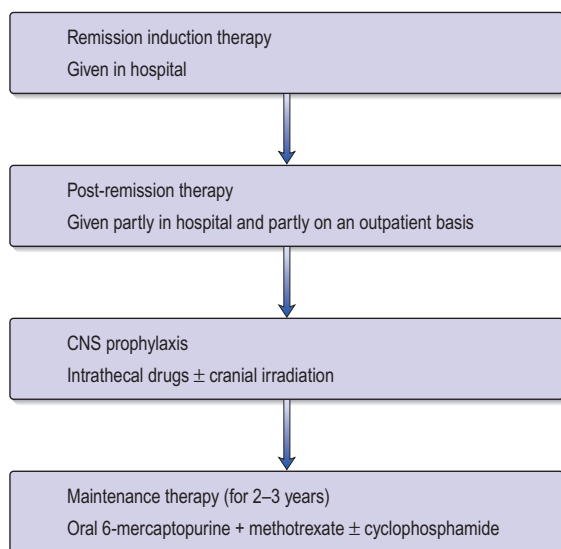 Remission induction therapy
Given in hospital
Post-remission therapy
Given partly in hospital and partly on an outpatient basis
CNS prophylaxis
Intrathecal drugs ± cranial irradiation
Maintenance therapy (for 2–3 years)
Oral 6-mercaptopurine + methotrexate ± cyclophosphamide